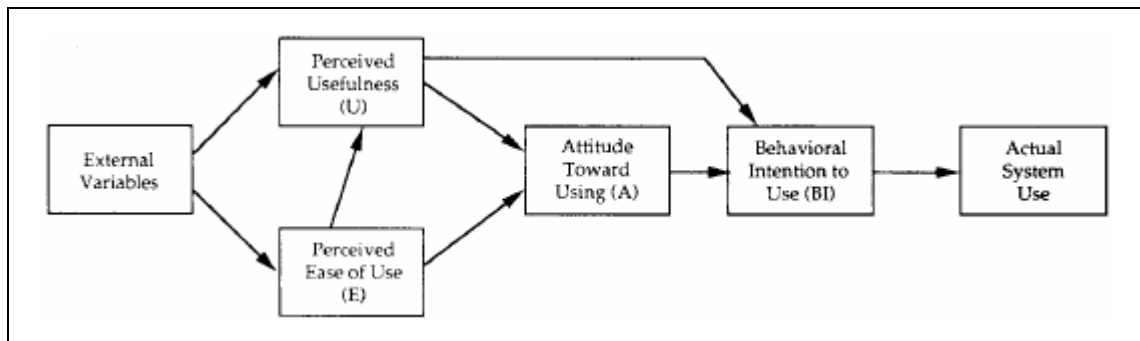 External
Variables
Perceived
Usefulness
(U)
Perceived
Ease of Use
(E)
Attitude
Toward
Using (A)
Behavioral
Intention to
Use (BI)
Actual
System
Use